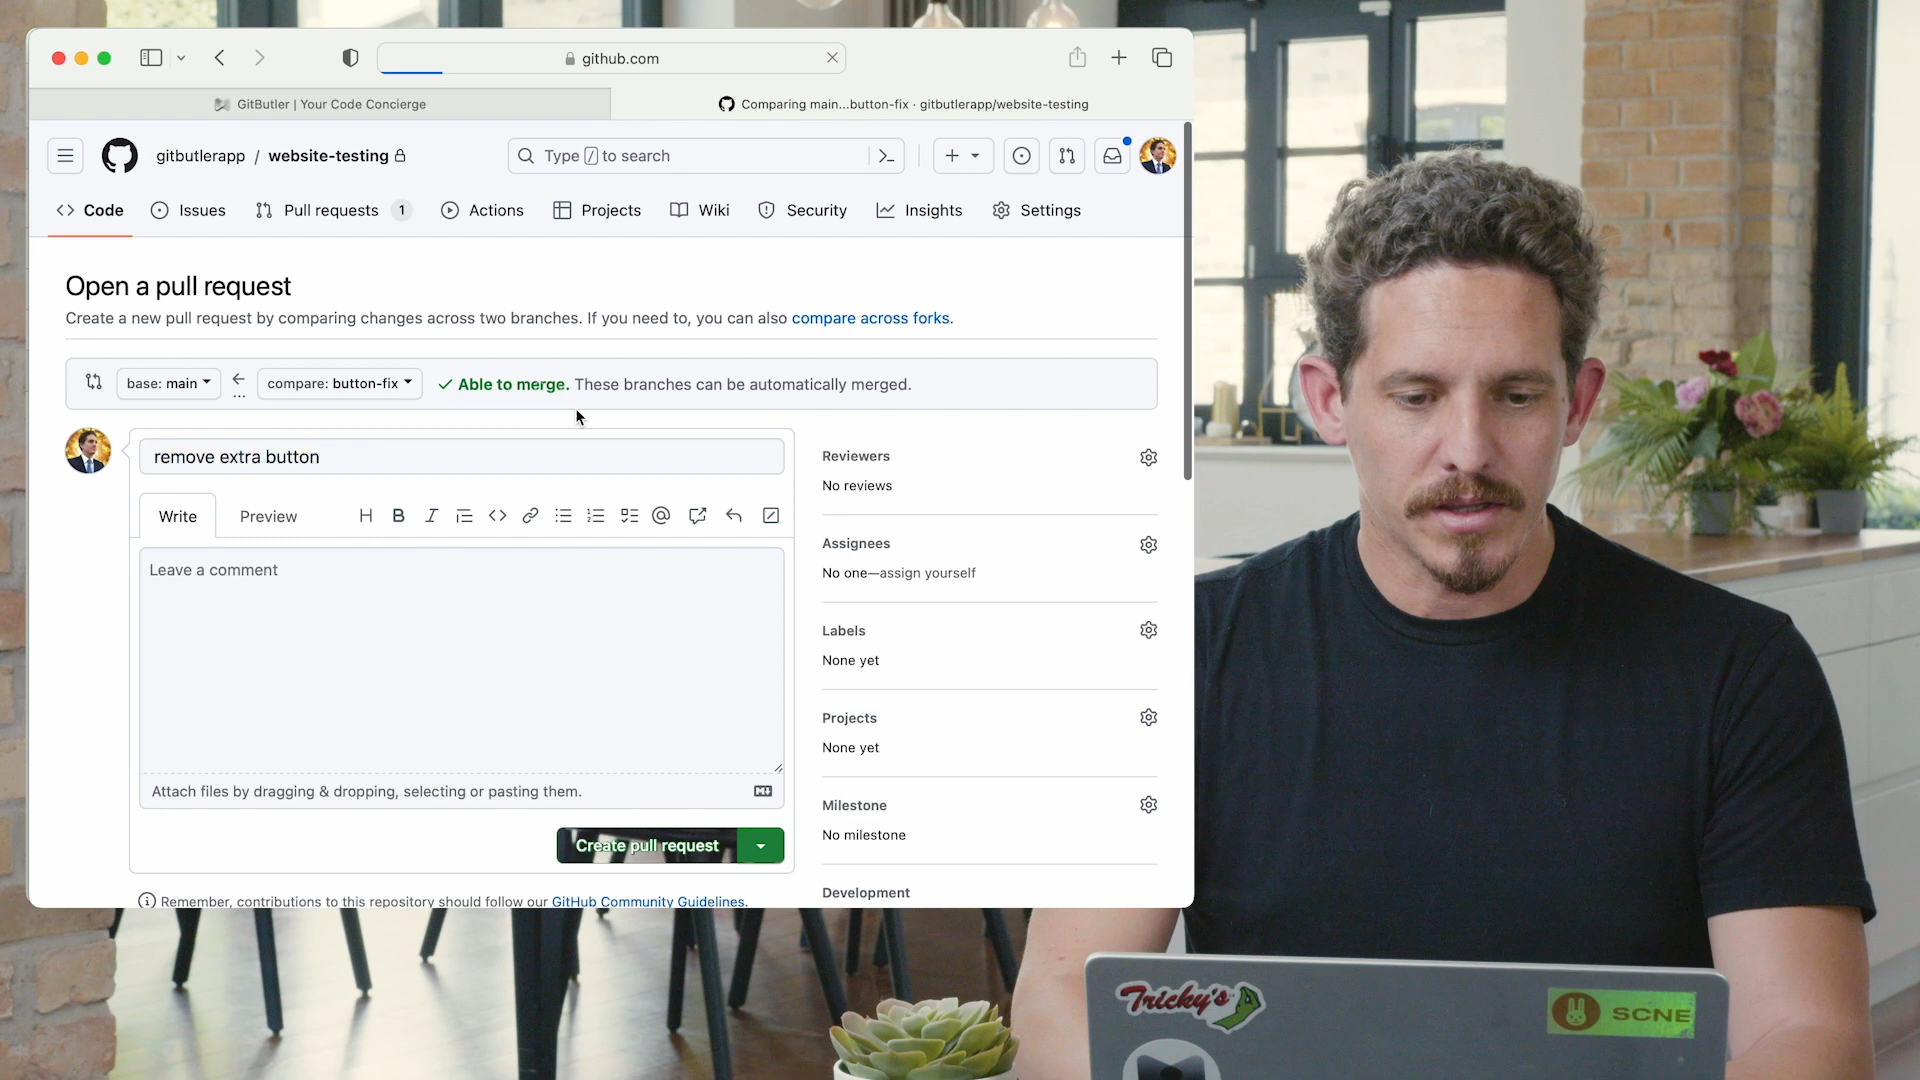 github.com
GitButler | Your Code Concierge
Comparing main...button-fix · gitbutlerapp/website-testing
gitbutlerapp / website-testing
Type / to search
Code Issues Pull requests 1 Actions Projects Wiki Security Insights Settings
Open a pull request
Create a new pull request by comparing changes across two branches. If you need to, you can also compare across forks.
base: main
compare: button-fix
Able to merge. These branches can be automatically merged.
remove extra button
Write Preview
Leave a comment
Attach files by dragging & dropping, selecting or pasting them.
Create pull request
Remember, contributions to this repository should follow our GitHub Community Guidelines.
Reviewers
No reviews
Assignees
No one—assign yourself
Labels
None yet
Projects
None yet
Milestone
No milestone
Development
Tricky's
SCNE